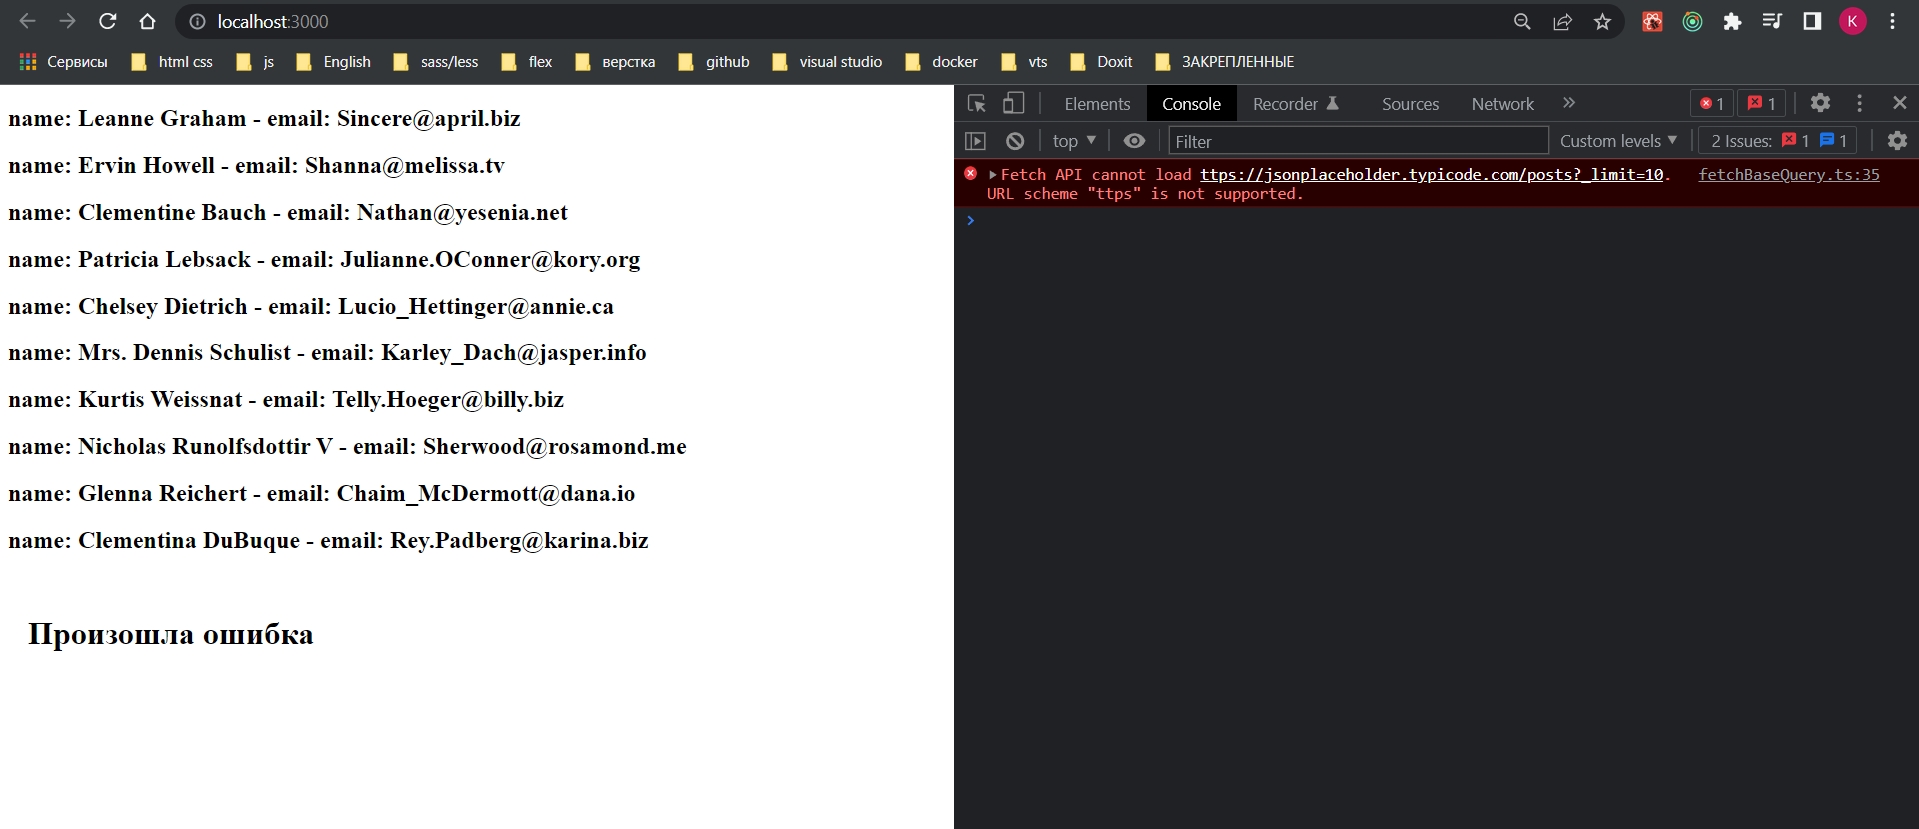 localhost:3000
K
Сервисы html css js English sass/less flex верстка github visual studio docker vts Doxit ЗАКРЕПЛЕННЫЕ
name: Leanne Graham - email: Sincere@april.biz
name: Ervin Howell - email: Shanna@melissa.tv
name: Clementine Bauch - email: Nathan@yesenia.net
name: Patricia Lebsack - email: Julianne.OConner@kory.org
name: Chelsey Dietrich - email: Lucio_Hettinger@annie.ca
name: Mrs. Dennis Schulist - email: Karley_Dach@jasper.info
name: Kurtis Weissnat - email: Telly.Hoeger@billy.biz
name: Nicholas Runolfsdottir V - email: Sherwood@rosamond.me
name: Glenna Reichert - email: Chaim_McDermott@dana.io
name: Clementina DuBuque - email: Rey.Padberg@karina.biz
Произошла ошибка
Elements Console Recorder Sources Network » 1 1
top Filter Custom levels 2 Issues: 1 1
Fetch API cannot load ttps://jsonplaceholder.typicode.com/posts?_limit=10. fetchBaseQuery.ts:35
URL scheme "ttps" is not supported.